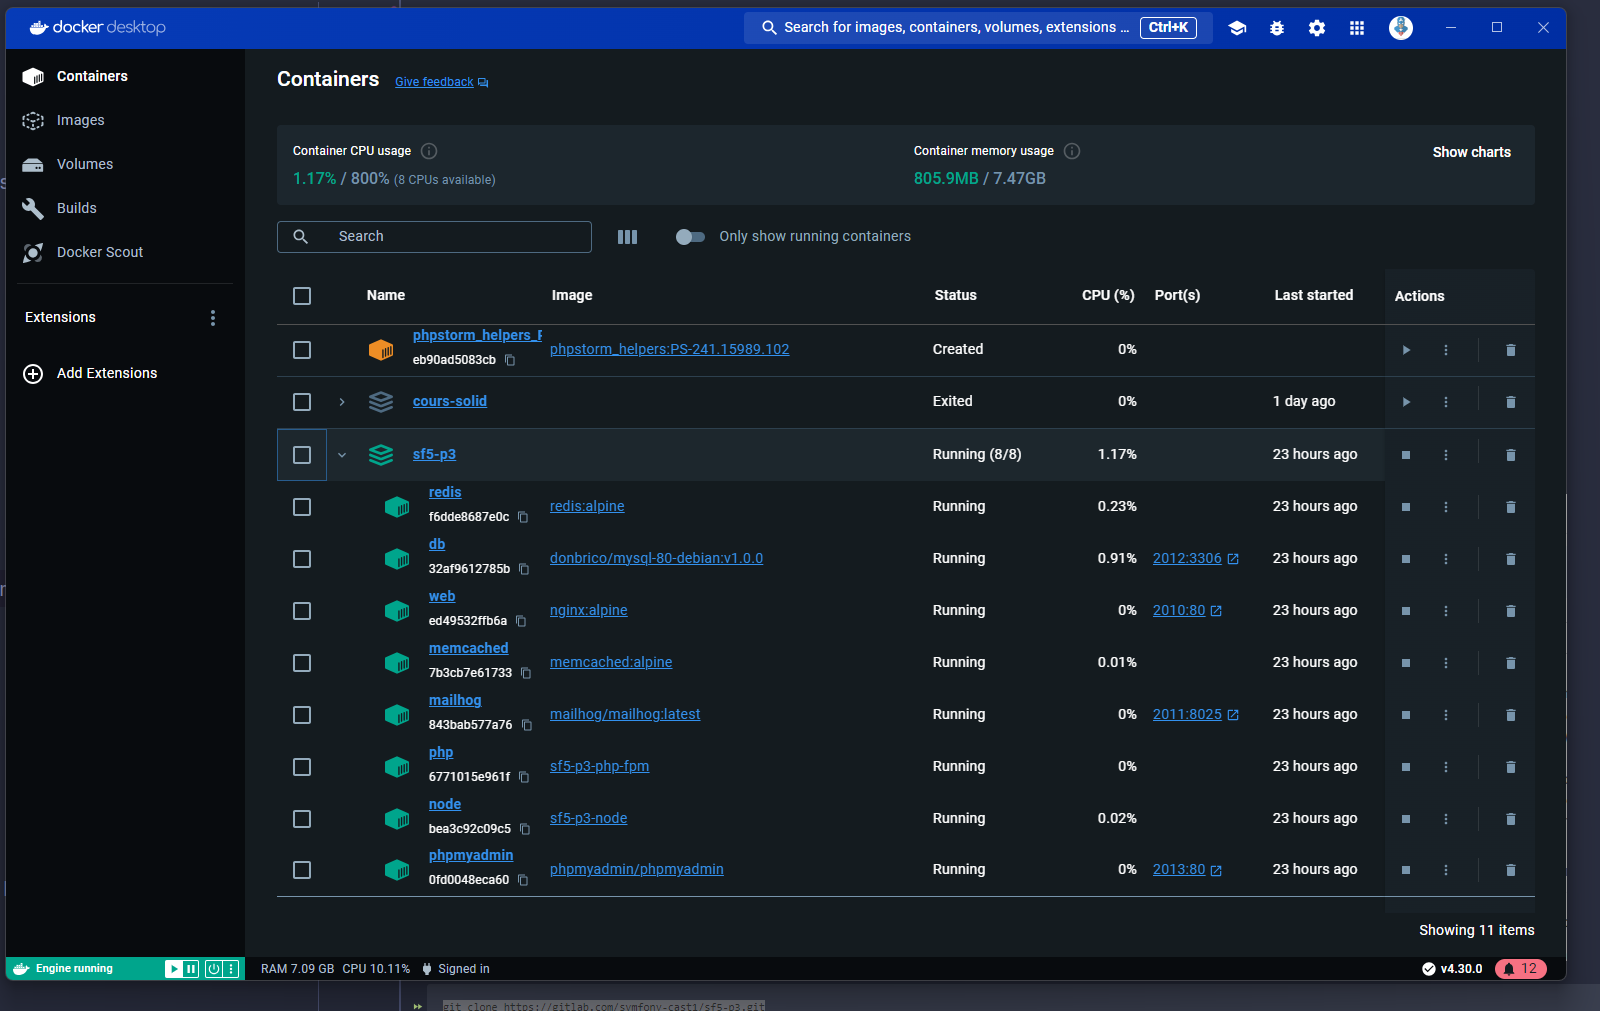 docker desktop
Search for images, containers, volumes, extensions ... Ctrl+K
Containers
Images
Volumes
Builds
Docker Scout
Extensions
Add Extensions
Containers Give feedback
Container CPU usage
1.17% / 800% (8 CPUs available)
Container memory usage
805.9MB / 7.47GB
Show charts
Search
Only show running containers
Name Image Status CPU (%) Port(s) Last started Actions
phpstorm_helpers_
eb90ad5083cb
phpstorm_helpers:PS-241.15989.102 Created 0%
cours-solid Exited 0% 1 day ago
sf5-p3 Running (8/8) 1.17% 23 hours ago
redis
f6dde8687e0c
redis:alpine Running 0.23% 23 hours ago
db
32af9612785b
donbrico/mysql-80-debian:v1.0.0 Running 0.91% 2012:3306 23 hours ago
web
ed49532ffb6a
nginx:alpine Running 0% 2010:80 23 hours ago
memcached
7b3cb7e61733
memcached:alpine Running 0.01% 23 hours ago
mailhog
843bab577a76
mailhog/mailhog:latest Running 0% 2011:8025 23 hours ago
php
6771015e961f
sf5-p3-php-fpm Running 0% 23 hours ago
node
bea3c92c09c5
sf5-p3-node Running 0.02% 23 hours ago
phpmyadmin
0fd0048eca60
phpmyadmin/phpmyadmin Running 0% 2013:80 23 hours ago
Showing 11 items
Engine running
RAM 7.09 GB CPU 10.11% Signed in
v4.30.0
12
git clone https://gitlab.com/symfony-cast1/sf5-p3.git